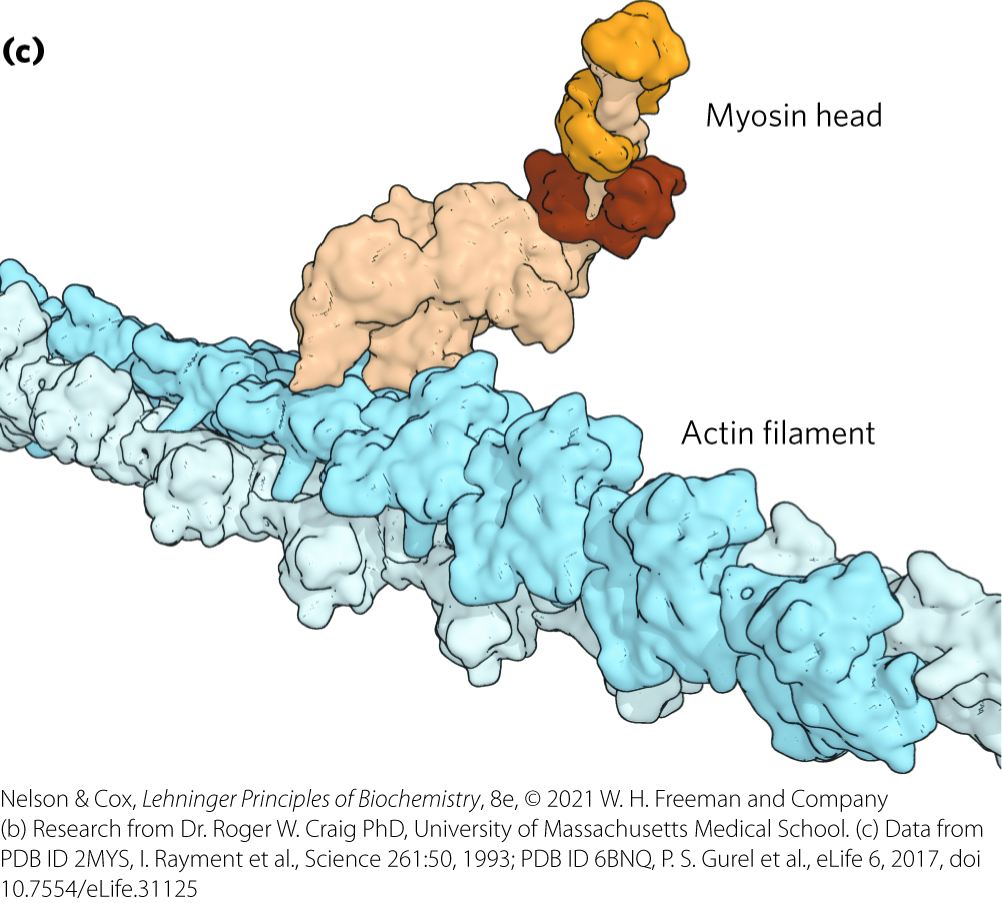 (c)
Myosin head
Actin filament
Nelson & Cox, Lehninger Principles of Biochemistry, 8e, © 2021 W. H. Freeman and Company
(b) Research from Dr. Roger W. Craig PhD, University of Massachusetts Medical School. (c) Data from
PDB ID 2MYS, I. Rayment et al., Science 261:50, 1993; PDB ID 6BNQ, P. S. Gurel et al., eLife 6, 2017, doi
10.7554/eLife.31125